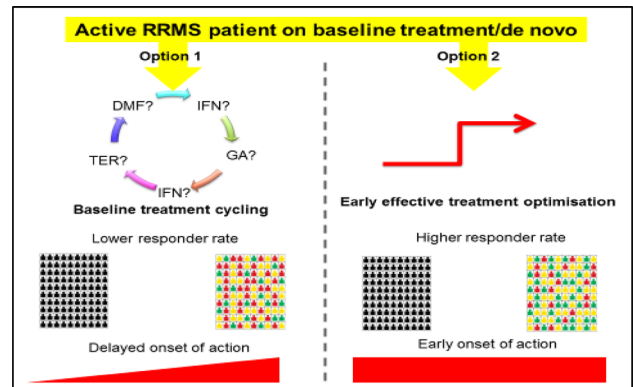 Active RRMS patient on baseline treatment/de novo
Option 1
DMF?
IFN?
TER?
GA?
IFN?
Baseline treatment cycling
Lower responder rate
Delayed onset of action
Option 2
Early effective treatment optimisation
Higher responder rate
Early onset of action